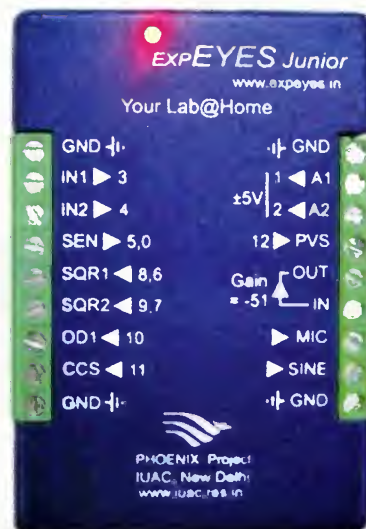 EXPEYES Junior
www.expeyes.in
Your Lab@Home
GND
IN1 ▶ 3
IN2 ▶ 4
SEN ▶ 5,0
SQR1 ◀ 8,6
SQR2 ◀ 9,7
OD1 ◀ 10
CCS ◀ 11
GND
GND
±5V
1 ◀ A1
2 ◀ A2
12 ▶ PVS
Gain = -51
OUT
IN
▶ MIC
▶ SINE
GND
PHOENIX Project
IUAC, New Delhi
www.iuac.res.in